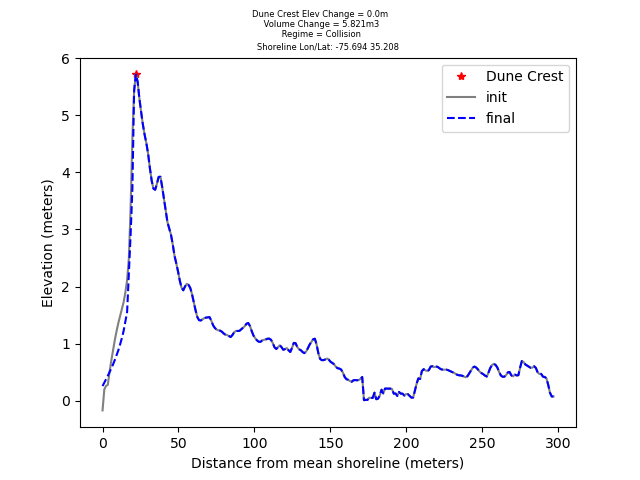 Dune Crest Elev Change = 0.0m
Volume Change = 5.821m3
Regime = Collision
Shoreline Lon/Lat: -75.694 35.208
Dune Crest
init
final
Elevation (meters)
6
5
4
3
2
1
0
0 50 100 150 200 250 300
Distance from mean shoreline (meters)